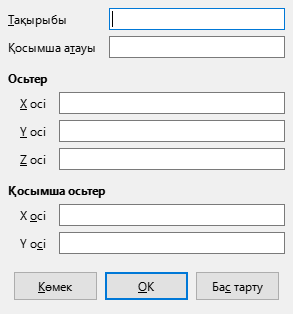 Тақырыбы
Қосымша атауы
Осьтер
X осі
Y осі
Z осі
Қосымша осьтер
X осі
Y осі
Көмек
OK
Бас тарту